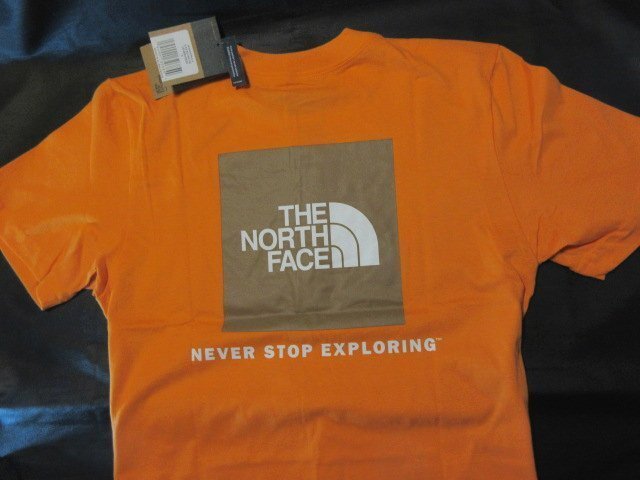 THE
NORTH
FACE
NEVER STOP EXPLORING™